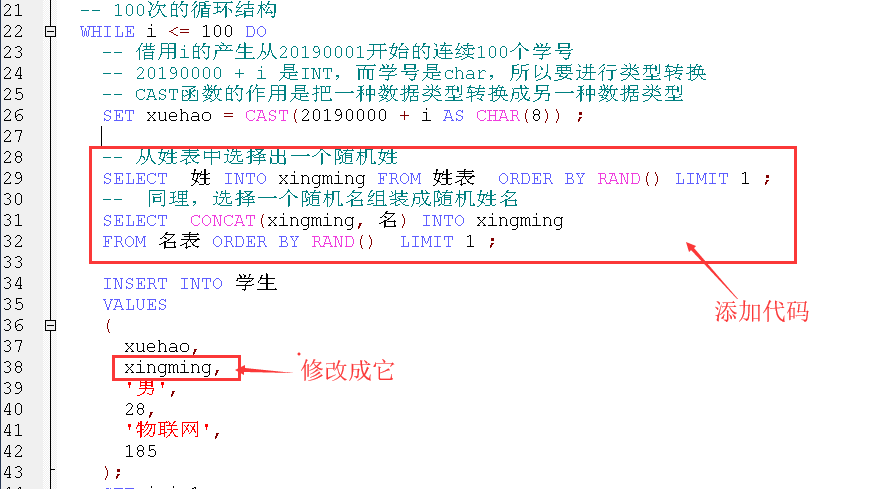 21 -- 100次的循环结构
22 WHILE i <= 100 DO
23 -- 借用i的产生从20190001开始的连续100个学号
24 -- 20190000 + i 是INT，而学号是char，所以要进行类型转换
25 -- CAST函数的作用是把一种数据类型转换成另一种数据类型
26 SET xuehao = CAST(20190000 + i AS CHAR(8)) ;
27
28 -- 从姓表中选择出一个随机姓
29 SELECT 姓 INTO xingming FROM 姓表 ORDER BY RAND() LIMIT 1 ;
30 -- 同理，选择一个随机名组装成随机姓名
31 SELECT CONCAT(xingming, 名) INTO xingming
32 FROM 名表 ORDER BY RAND() LIMIT 1 ;
33
添加代码
34 INSERT INTO 学生
35 VALUES
36 (
37 xuehao,
38 xingming,
修改成它
39 '男',
40 28,
41 '物联网',
42 185
43 );